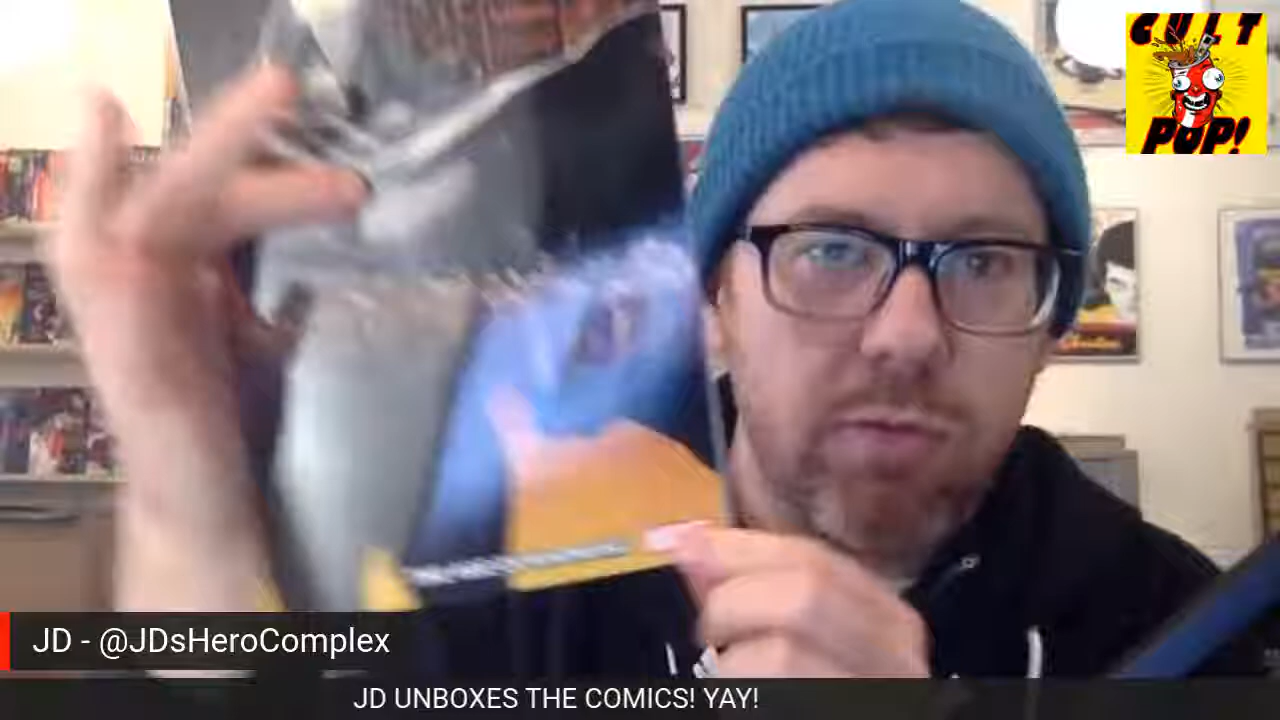 CULT
POP!
JD - @JDsHeroComplex
JD UNBOXES THE COMICS! YAY!